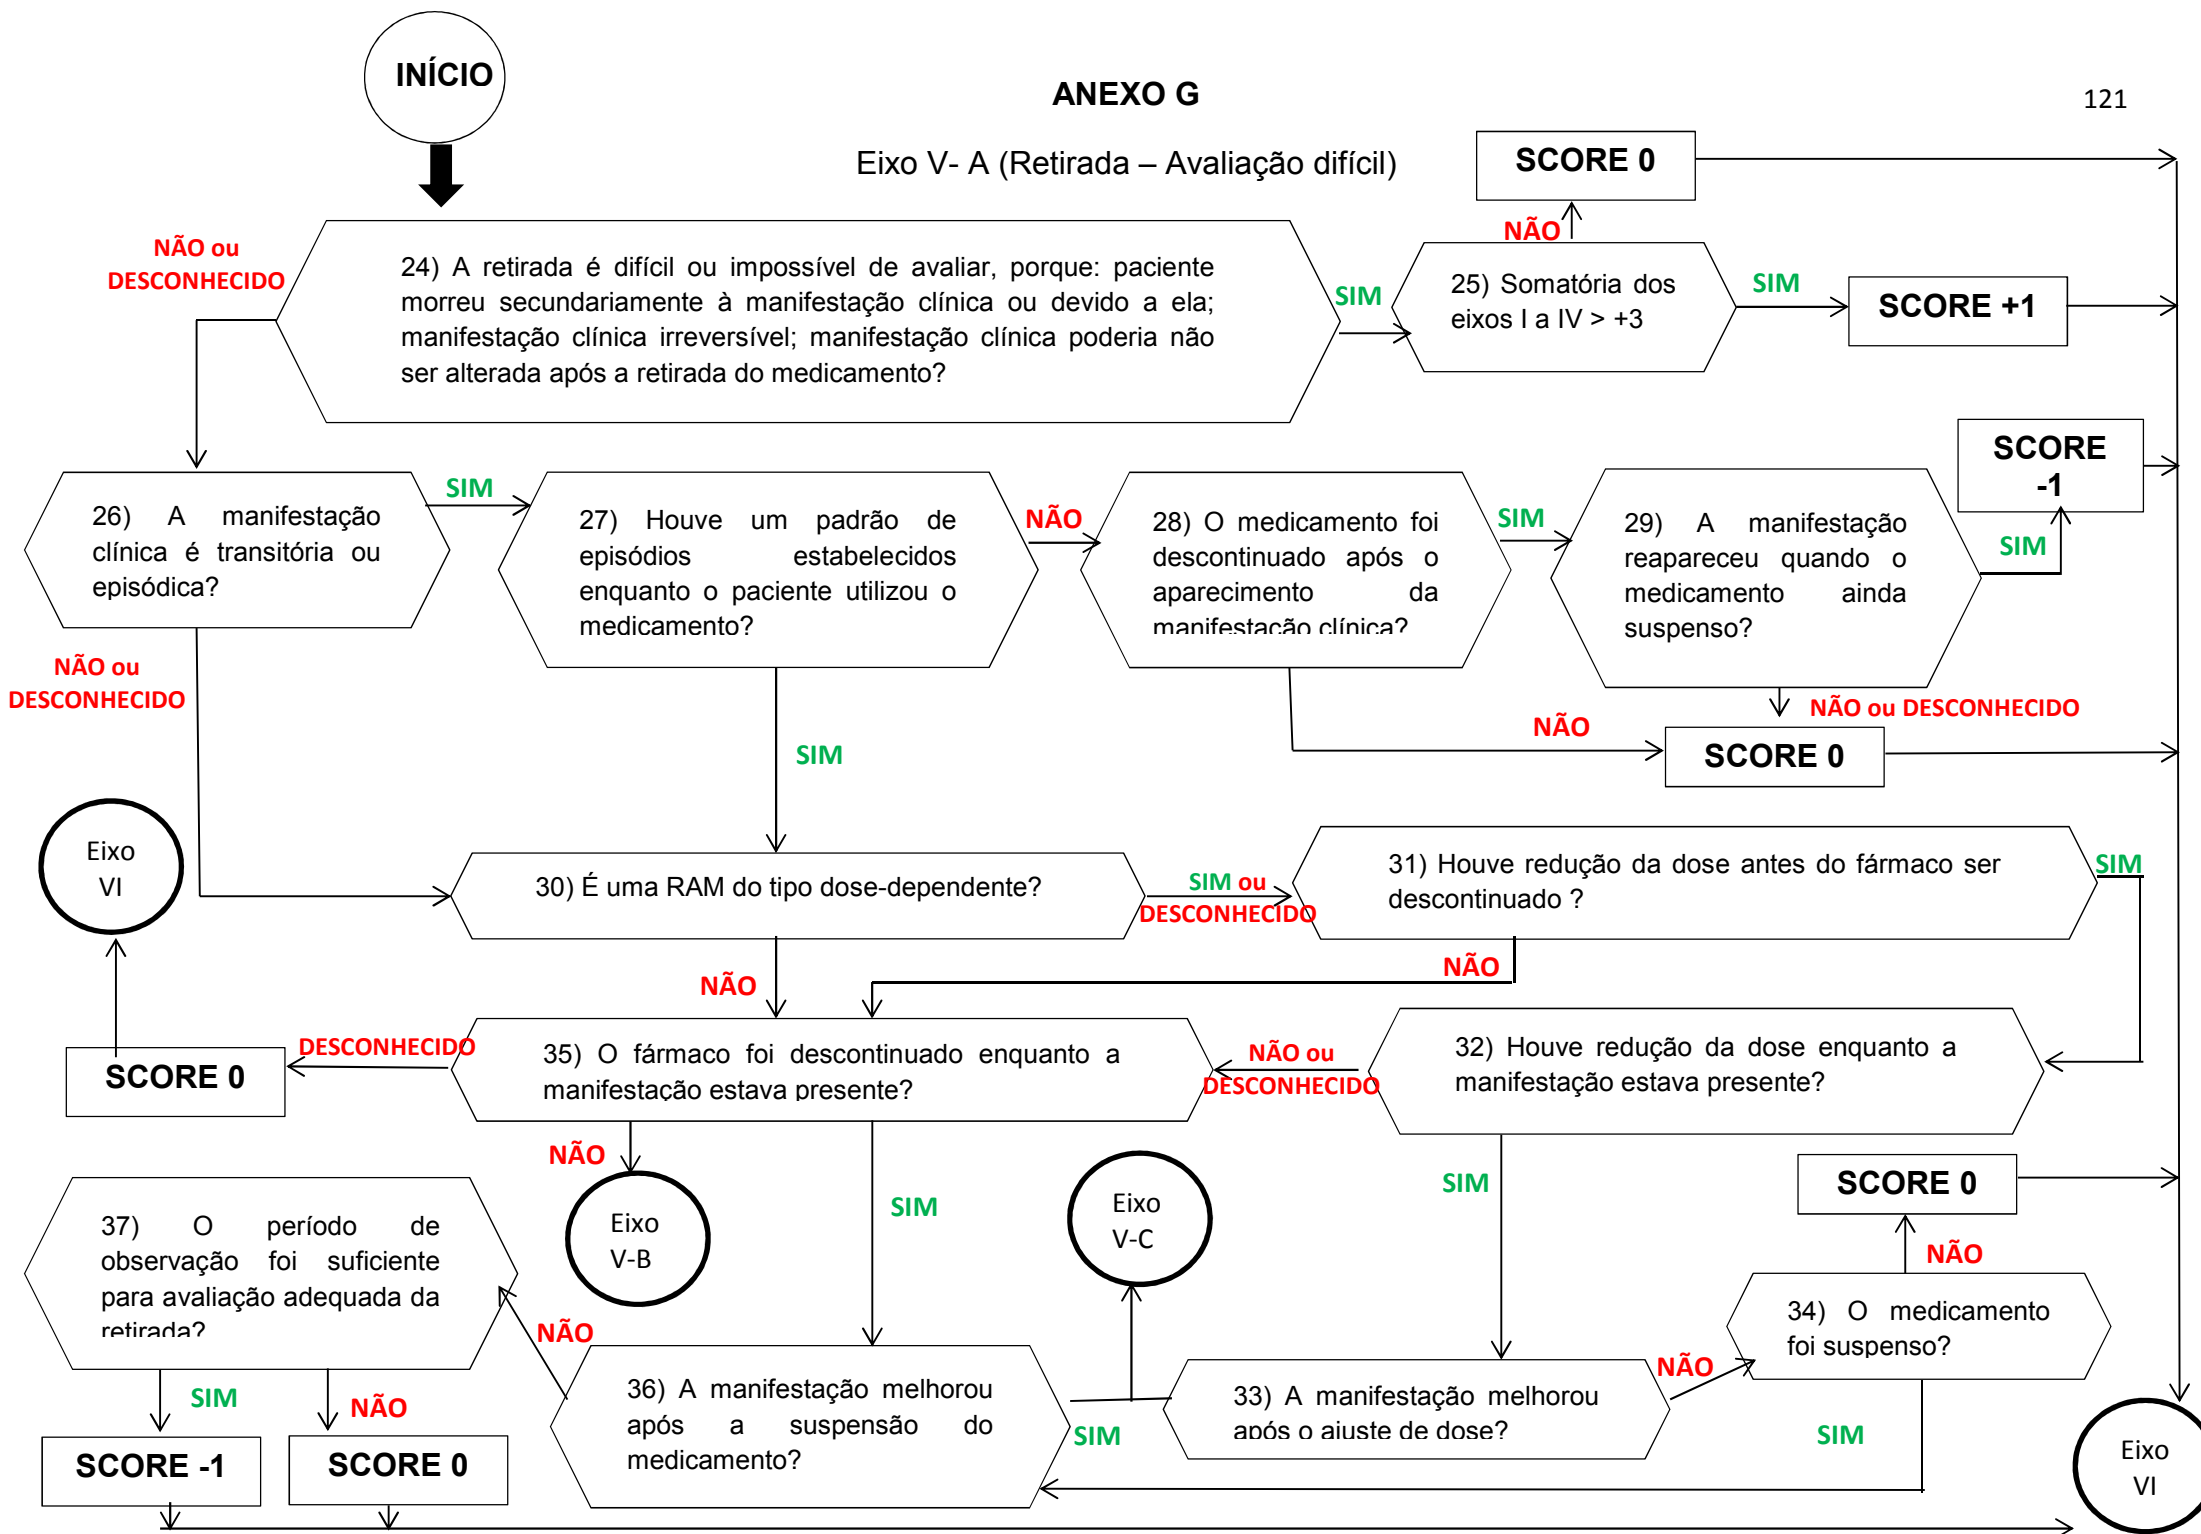 INÍCIO
ANEXO G
121
Eixo V- A (Retirada – Avaliação difícil)
SCORE 0
NÃO
NÃO ou
DESCONHECIDO
24) A retirada é difícil ou impossível de avaliar, porque: paciente
morreu secundariamente à manifestação clínica ou devido a ela;
manifestação clínica irreversível; manifestação clínica poderia não
ser alterada após a retirada do medicamento?
SIM
25) Somatória dos
eixos I a IV > +3
SIM
SCORE +1
26) A manifestação
clínica é transitória ou
episódica?
SIM
27) Houve um padrão de
episódios estabelecidos
enquanto o paciente utilizou o
medicamento?
NÃO
28) O medicamento foi
descontinuado após o
aparecimento da
manifestação clínica?
SIM
29) A manifestação
reapareceu quando o
medicamento ainda
suspenso?
SIM
SCORE
-1
NÃO ou
DESCONHECIDO
SIM
NÃO
NÃO ou DESCONHECIDO
SCORE 0
Eixo
VI
30) É uma RAM do tipo dose-dependente?
SIM ou
DESCONHECIDO
31) Houve redução da dose antes do fármaco ser
descontinuado ?
SIM
NÃO
NÃO
SCORE 0
DESCONHECIDO
35) O fármaco foi descontinuado enquanto a
manifestação estava presente?
NÃO ou
DESCONHECIDO
32) Houve redução da dose enquanto a
manifestação estava presente?
NÃO
Eixo
V-B
SIM
Eixo
V-C
SIM
SCORE 0
NÃO
37) O período de
observação foi suficiente
para avaliação adequada da
retirada?
NÃO
36) A manifestação melhorou
após a suspensão do
medicamento?
SIM
33) A manifestação melhorou
após o ajuste de dose?
NÃO
34) O medicamento
foi suspenso?
SIM
SIM
NÃO
SCORE -1
SCORE 0
Eixo
VI